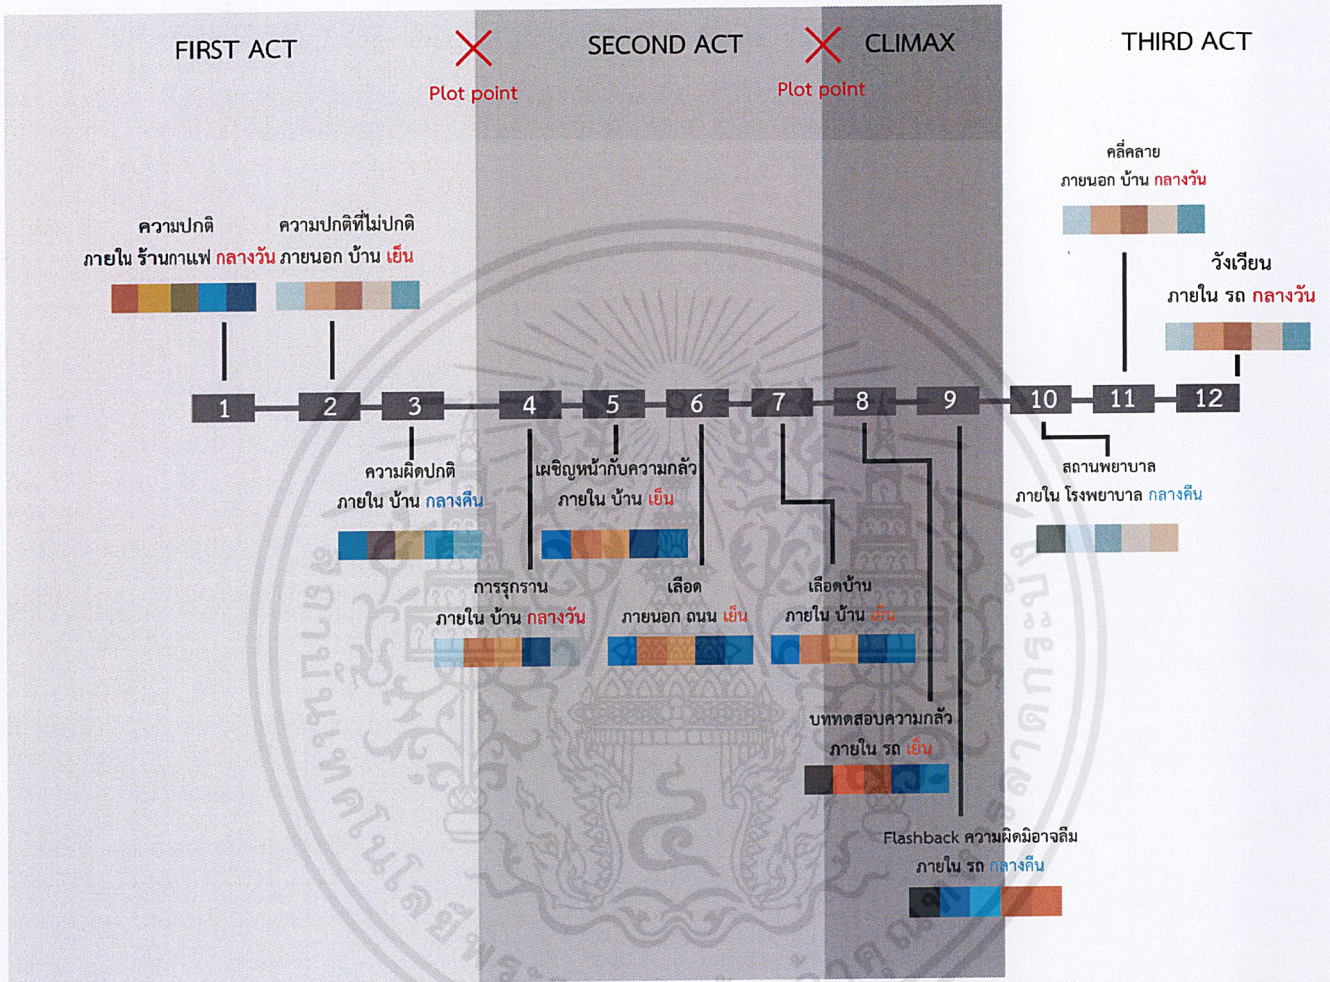 FIRST ACT
SECOND ACT
CLIMAX
THIRD ACT
Plot point
Plot point
ความปกติ
ภายใน ร้านกาแฟ กลางวัน
ความปกติที่ไม่ปกติ
ภายนอก บ้าน เย็น
คลี่คลาย
ภายนอก บ้าน กลางวัน
วังเวียน
ภายใน รถ กลางวัน
1
2
3
4
5
6
7
8
9
10
11
12
ความผิดปกติ
ภายใน บ้าน กลางคืน
เผชิญหน้ากับความกลัว
ภายใน บ้าน เย็น
สถานพยาบาล
ภายใน โรงพยาบาล กลางคืน
การรุกราน
ภายใน บ้าน กลางวัน
เลือด
ภายนอก ถนน เย็น
เลือดบ้าน
ภายใน บ้าน เย็น
บททดสอบความกลัว
ภายใน รถ เย็น
Flashback ความผิดมิอาจลืม
ภายใน รถ กลางคืน